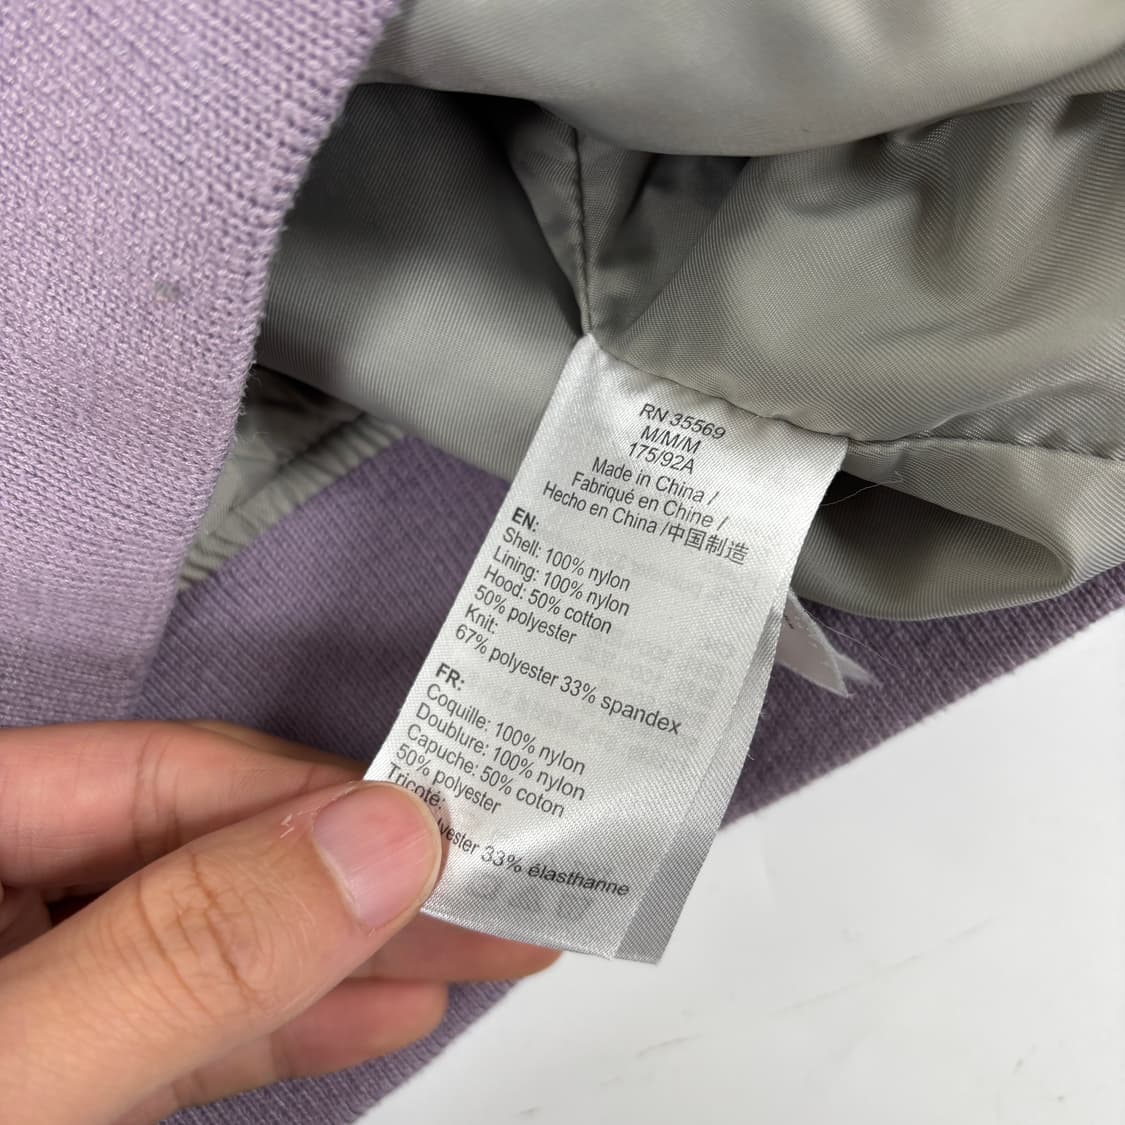 RN 35569
M/M/M
175/92A
Made in China /
Fabriqué en Chine /
Hecho en China /中国制造
EN:
Shell: 100% nylon
Lining: 100% nylon
Hood: 50% cotton
50% polyester
Knit:
67% polyester 33% spandex
FR:
Coquille: 100% nylon
Doublure: 100% nylon
Capuche: 50% coton
50% polyester
Tricoté:
33% élasthanne